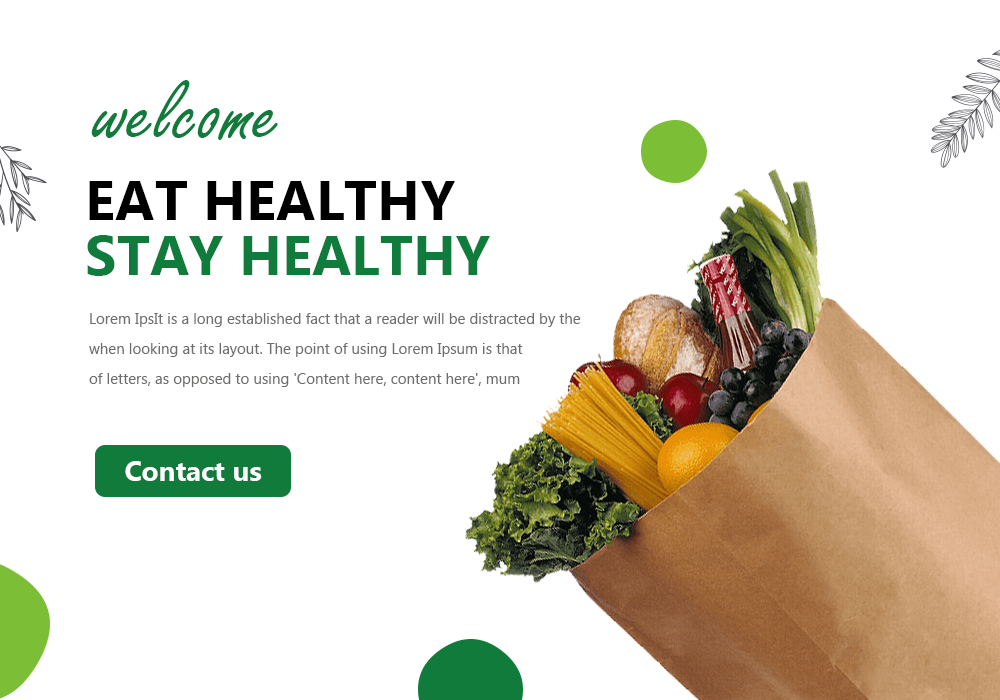 welcome
EAT HEALTHY
STAY HEALTHY
Lorem IpsIt is a long established fact that a reader will be distracted by the
when looking at its layout. The point of using Lorem Ipsum is that
of letters, as opposed to using 'Content here, content here', mum
Contact us